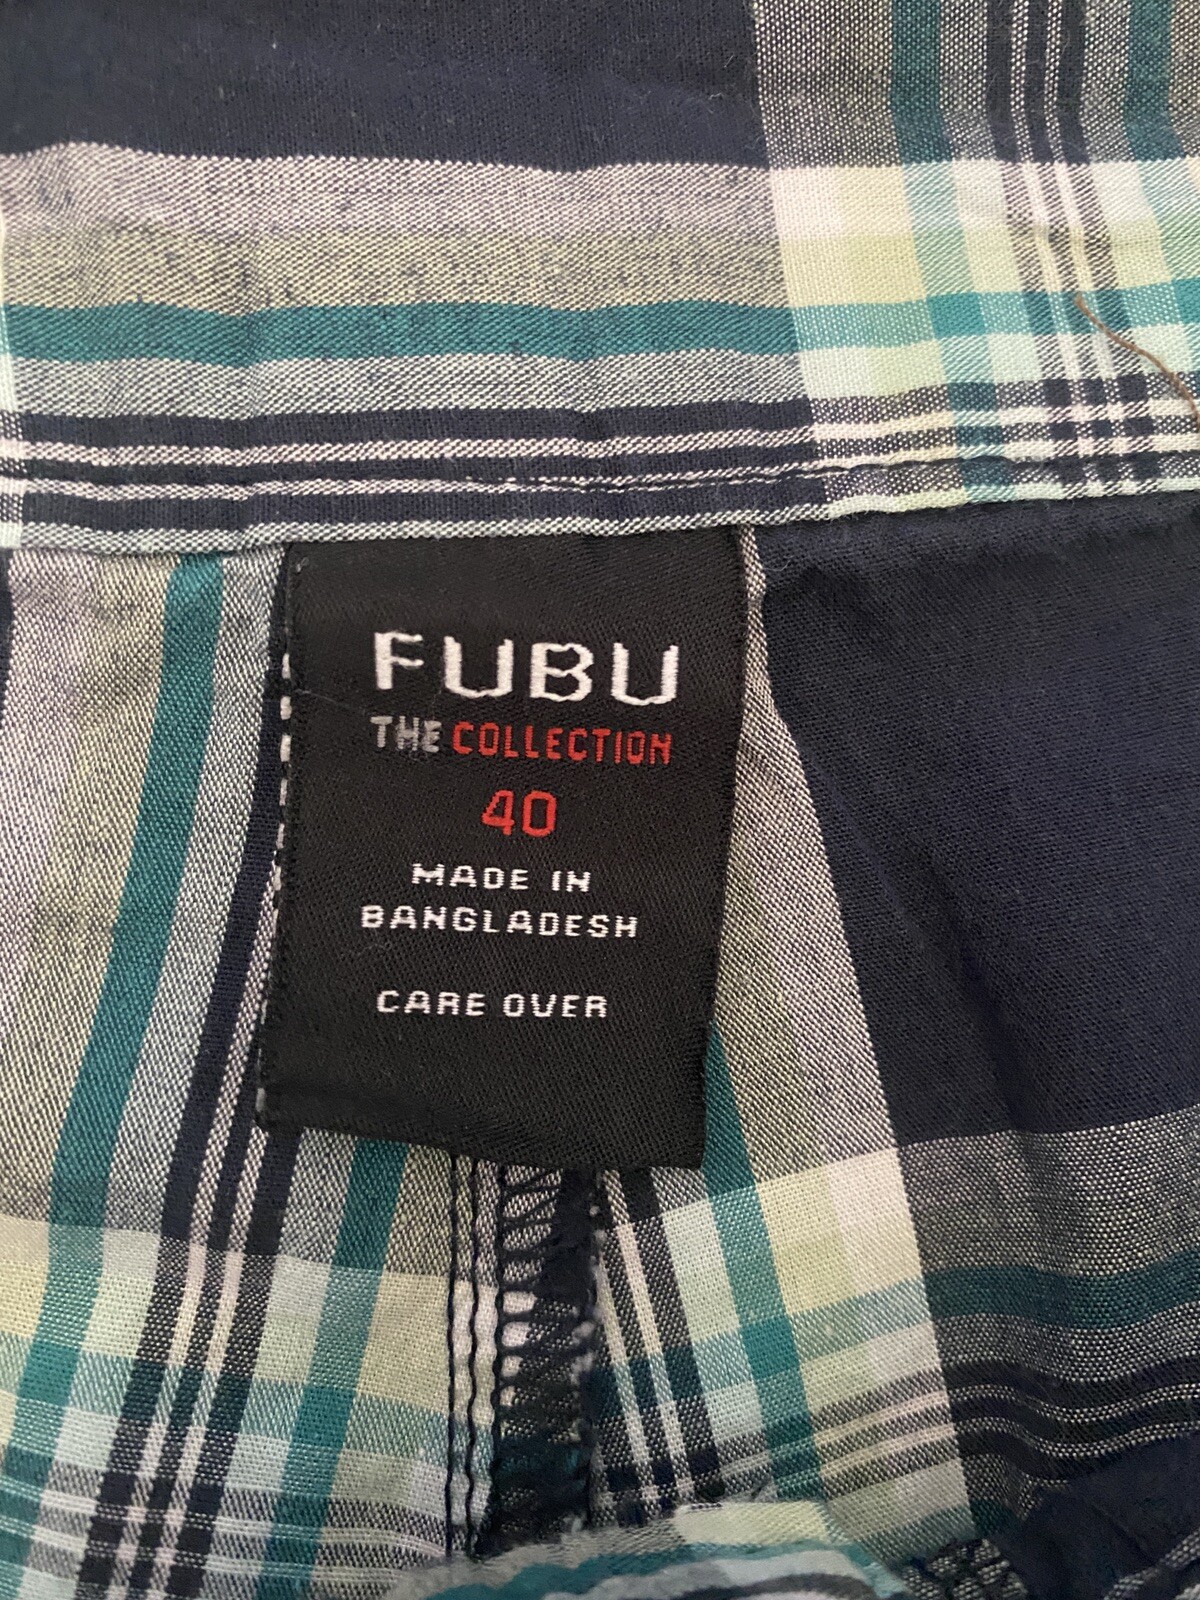 FUBU
THE COLLECTION
40
MADE IN
BANGLADESH
CARE OVER